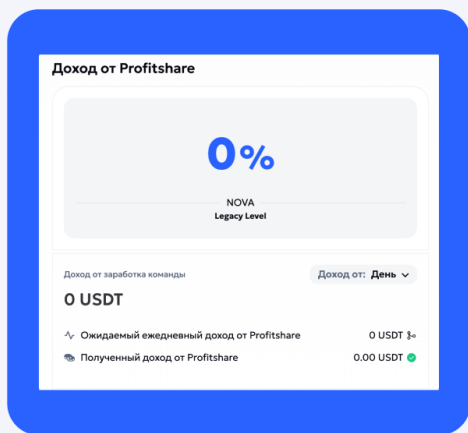 Доход от Profitshare
0%
NOVA
Legacy Level
Доход от заработка команды
Доход от: День
0 USDT
Ожидаемый ежедневный доход от Profitshare 0 USDT
Полученный доход от Profitshare 0.00 USDT